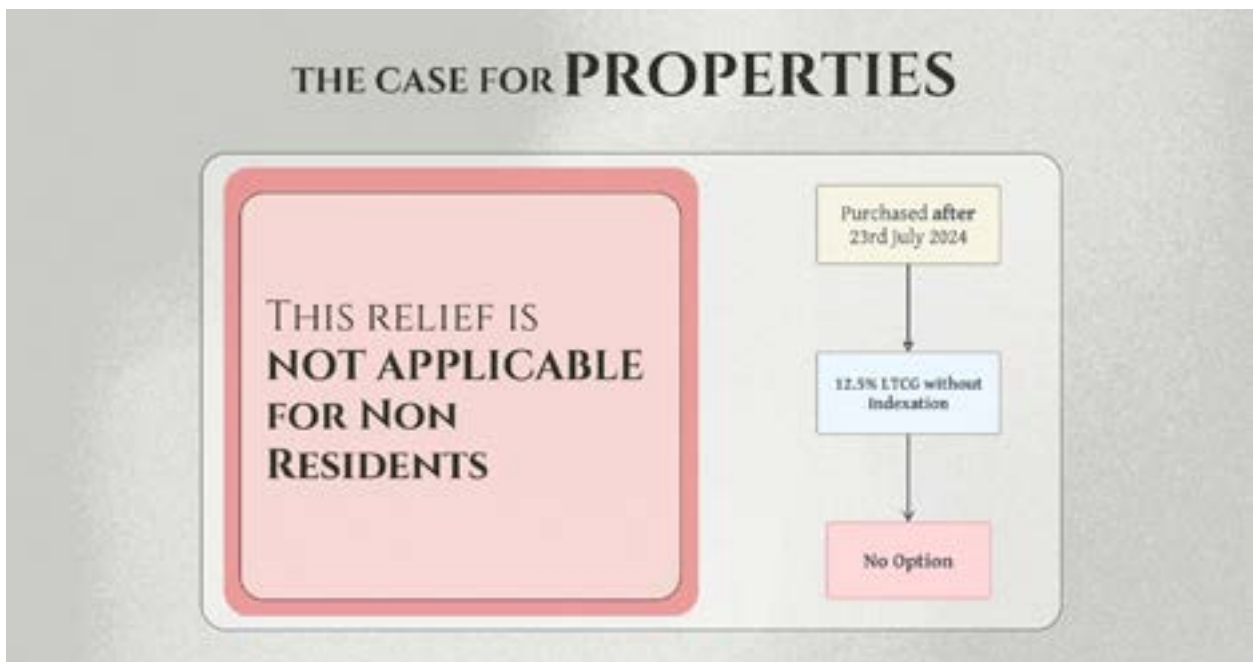 THE CASE FOR PROPERTIES
THIS RELIEF IS
NOT APPLICABLE
FOR NON
RESIDENTS
Purchased after
23rd July 2024
12.5% LTCG without
Indexation
No Option